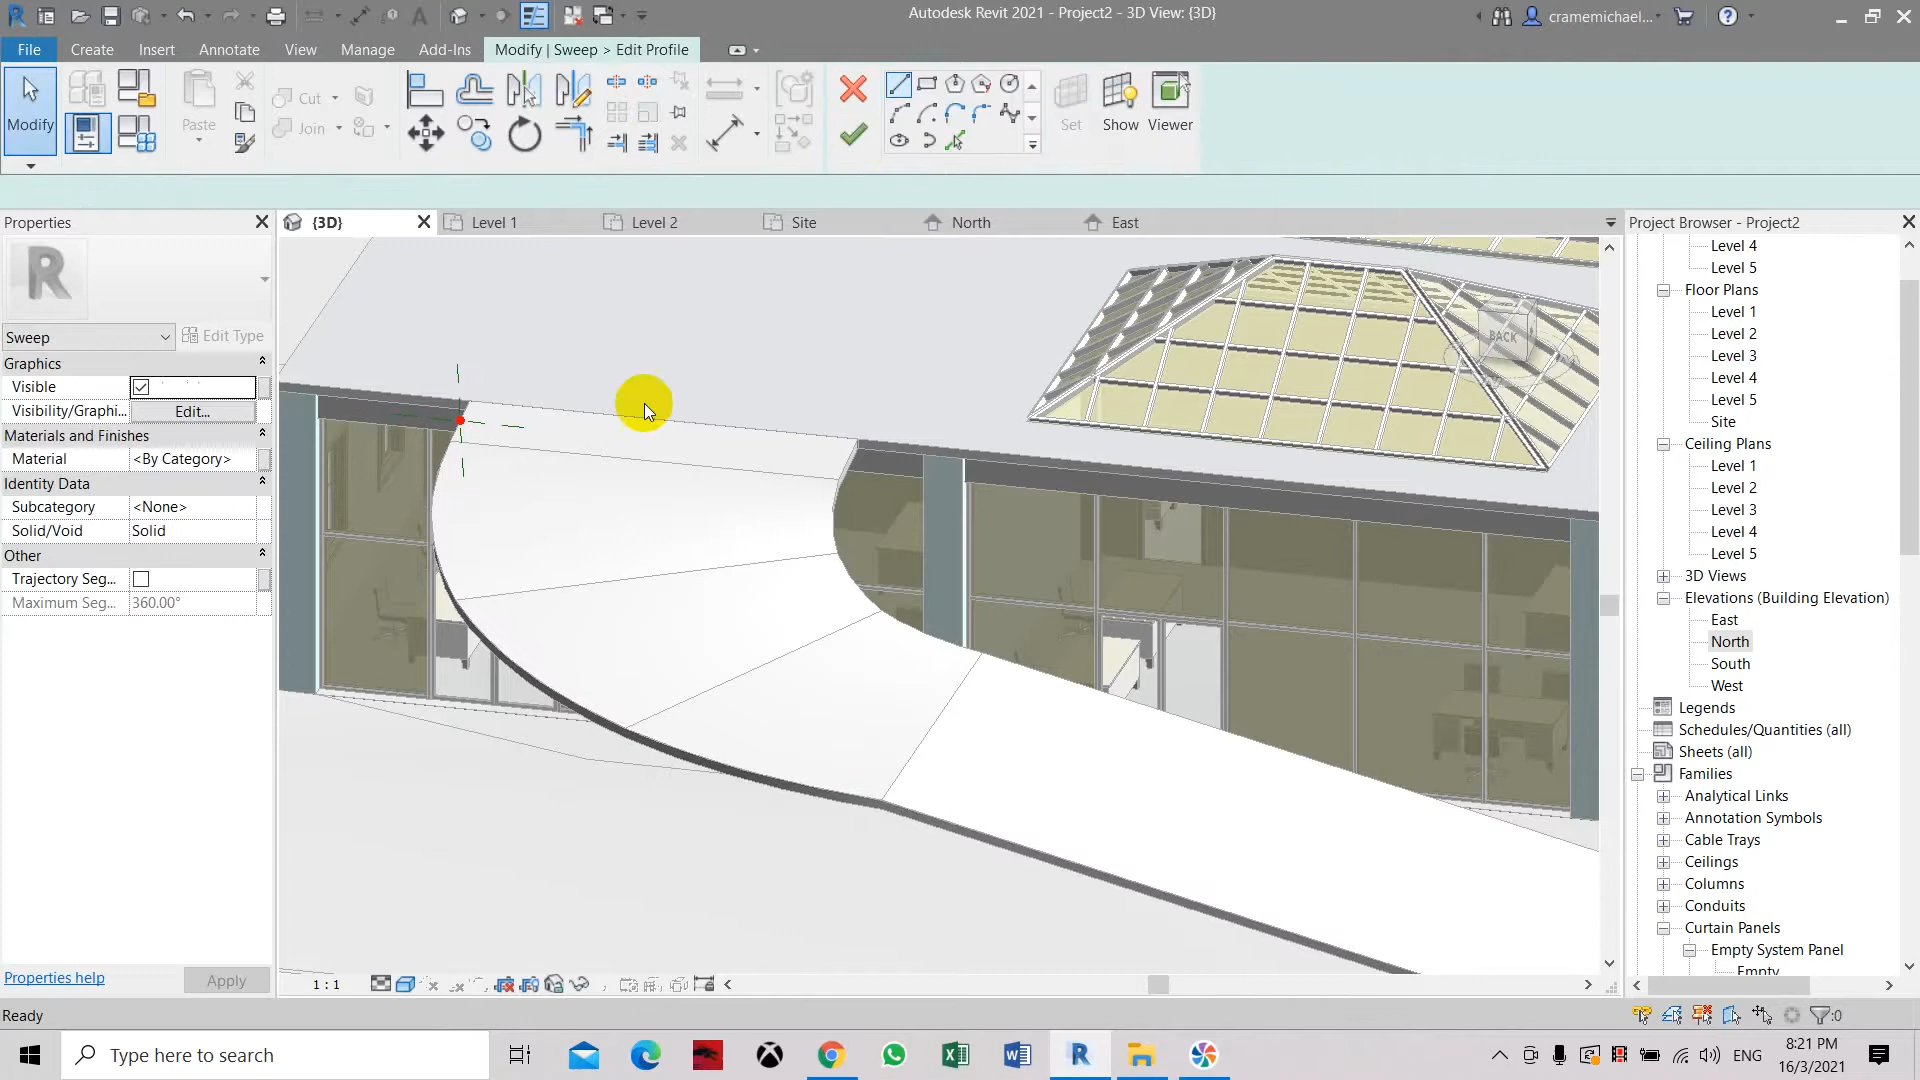 Autodesk Revit 2021 - Project2 - 3D View: {3D}
cramemichael...
File
Create
Insert
Annotate
View
Manage
Add-Ins
Modify | Sweep > Edit Profile
Modify
Paste
Cut
Join
Set
Show
Viewer
Properties
{3D}
Level 1
Level 2
Site
North
East
Project Browser - Project2
R
Sweep
Edit Type
Graphics
Visible
Visibility/Graphi...
Edit...
Materials and Finishes
Material
<By Category>
Identity Data
Subcategory
<None>
Solid/Void
Solid
Other
Trajectory Seg...
Maximum Seg...
360.00°
Properties help
Apply
BACK
Level 4
Level 5
Floor Plans
Level 1
Level 2
Level 3
Level 4
Level 5
Site
Ceiling Plans
Level 1
Level 2
Level 3
Level 4
Level 5
3D Views
Elevations (Building Elevation)
East
North
South
West
Legends
Schedules/Quantities (all)
Sheets (all)
Families
Analytical Links
Annotation Symbols
Cable Trays
Ceilings
Columns
Conduits
Curtain Panels
Empty System Panel
Empty
1 : 1
Ready
:0
Type here to search
ENG
8:21 PM
16/3/2021